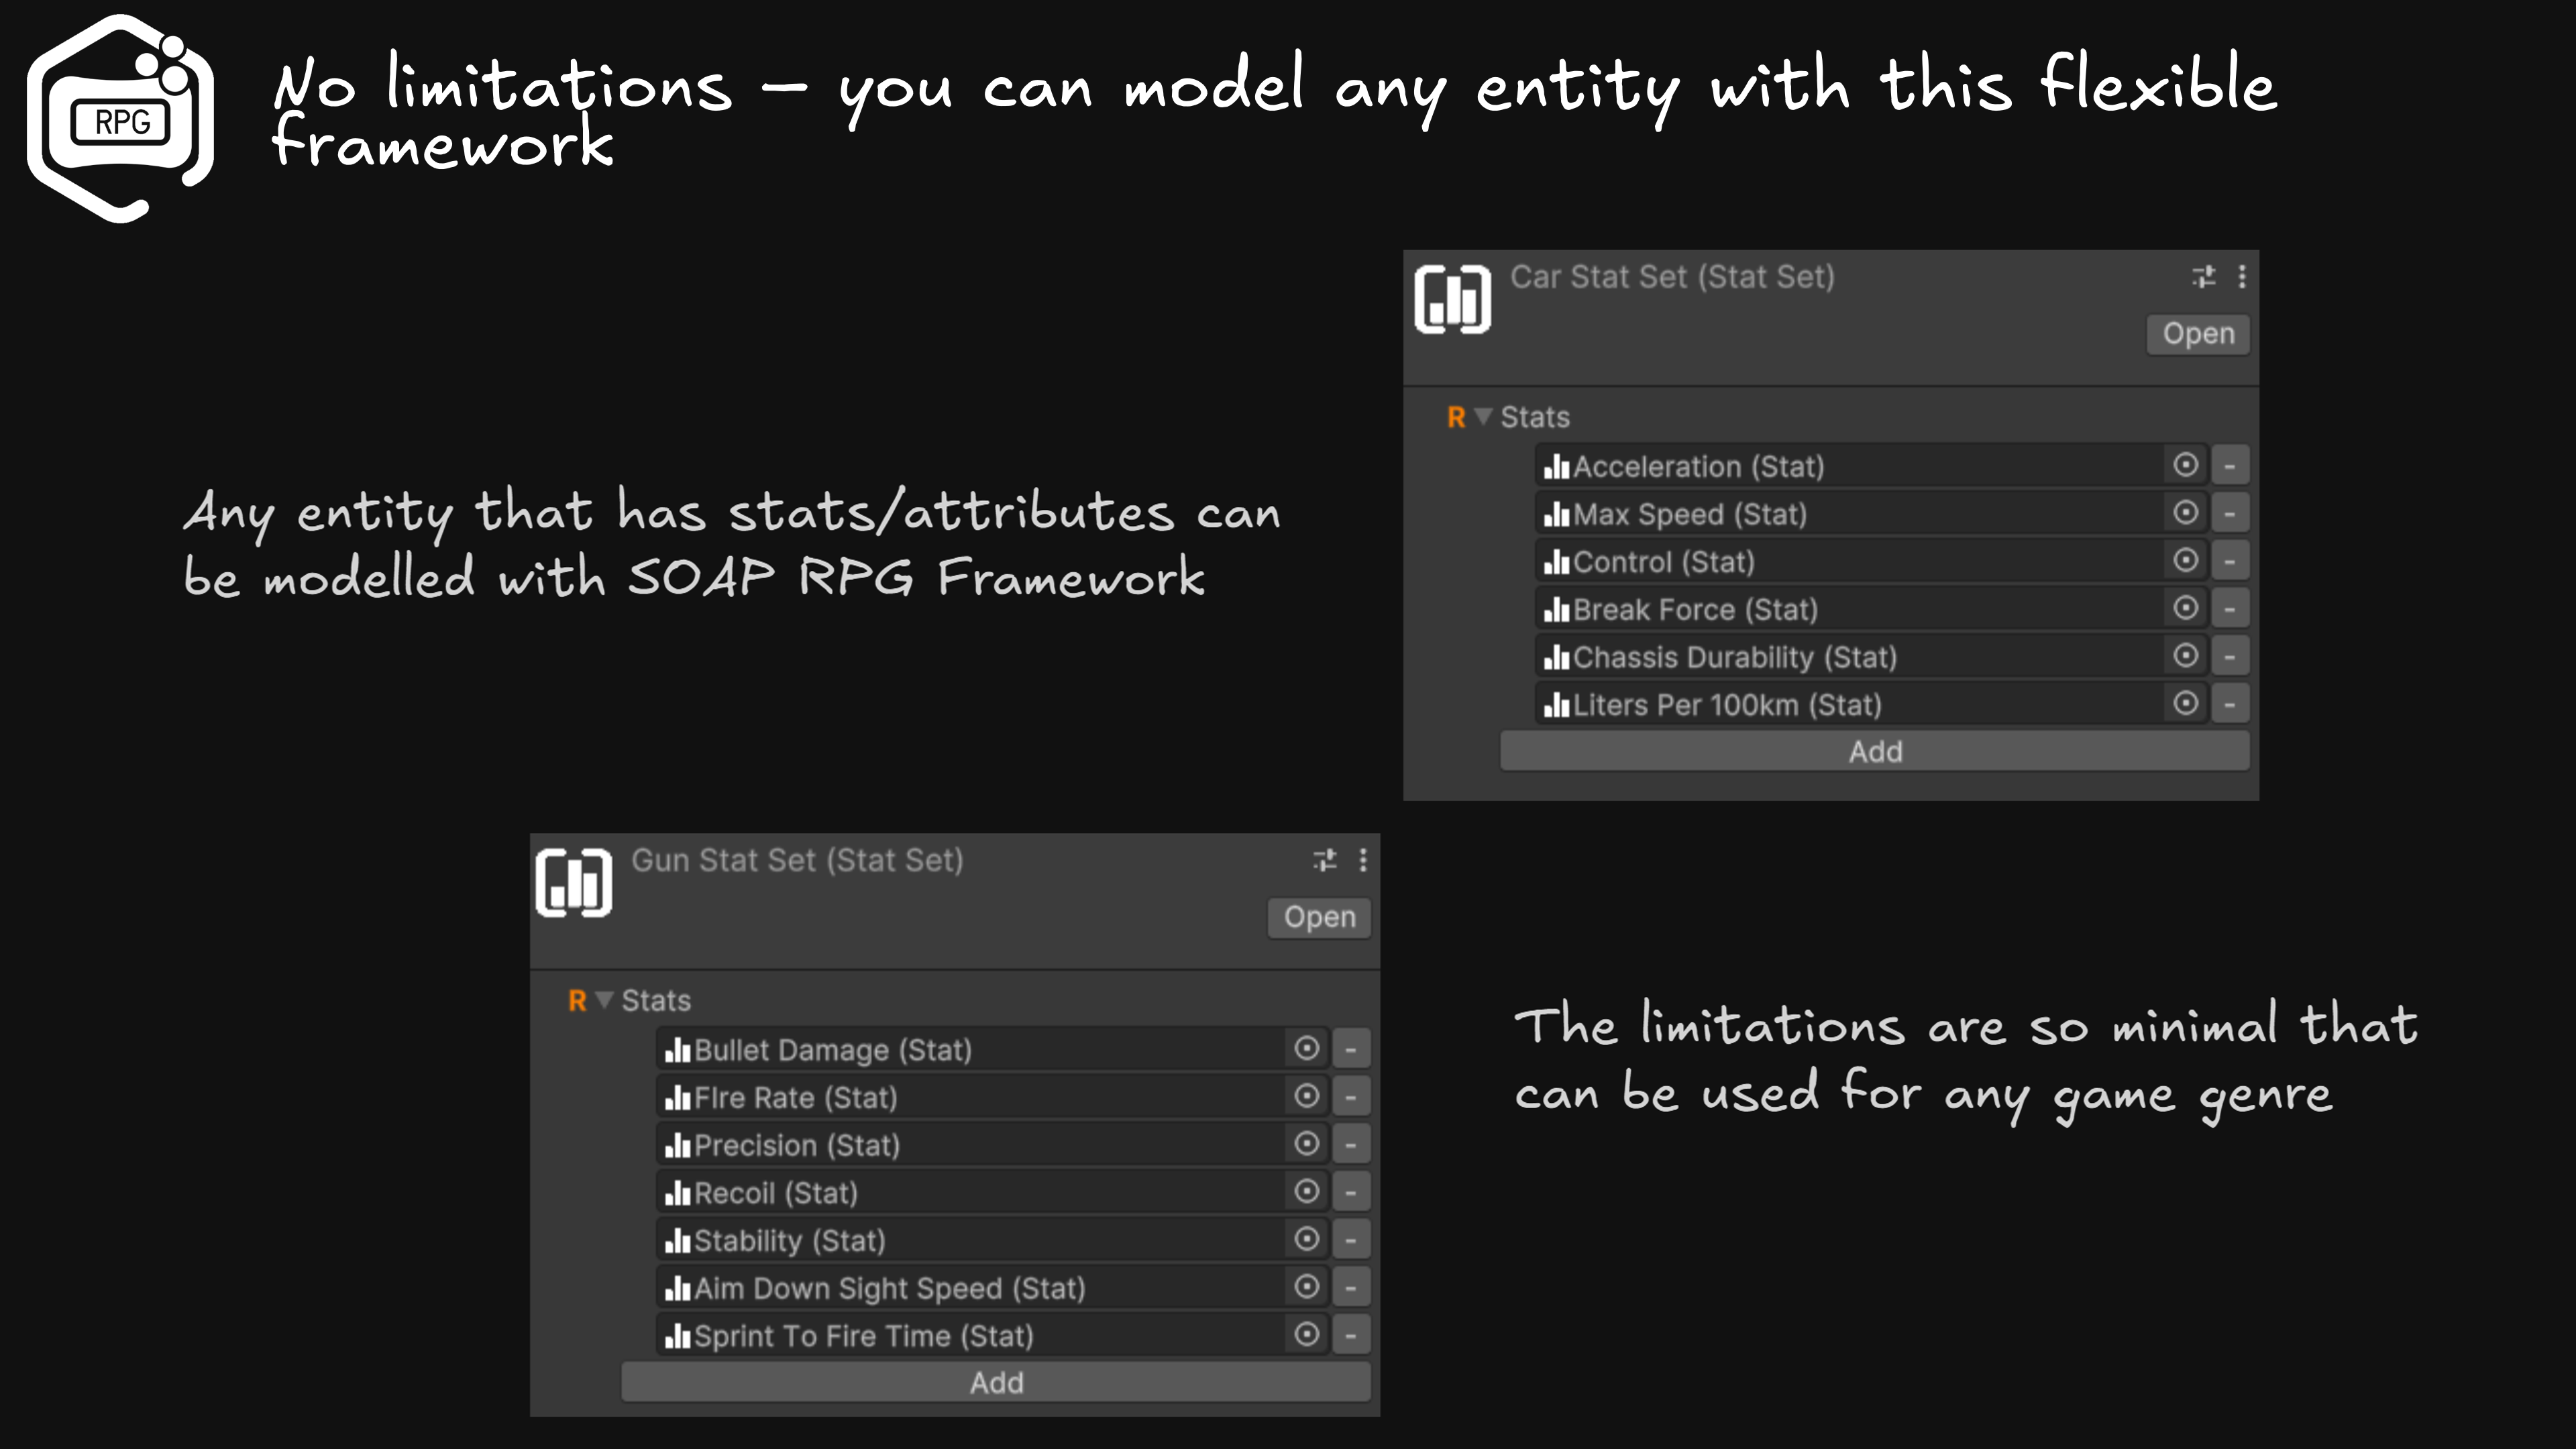 RPG
No limitations – you can model any entity with this flexible
framework
Car Stat Set (Stat Set)
Open
R Stats
Acceleration (Stat)
-
Max Speed (Stat)
-
Control (Stat)
-
Break Force (Stat)
-
Chassis Durability (Stat)
-
Liters Per 100km (Stat)
-
Add
Any entity that has stats/attributes can
be modelled with SOAP RPG Framework
Gun Stat Set (Stat Set)
Open
R Stats
Bullet Damage (Stat)
-
FIre Rate (Stat)
-
Precision (Stat)
-
Recoil (Stat)
-
Stability (Stat)
-
Aim Down Sight Speed (Stat)
-
Sprint To Fire Time (Stat)
-
Add
The limitations are so minimal that
can be used for any game genre